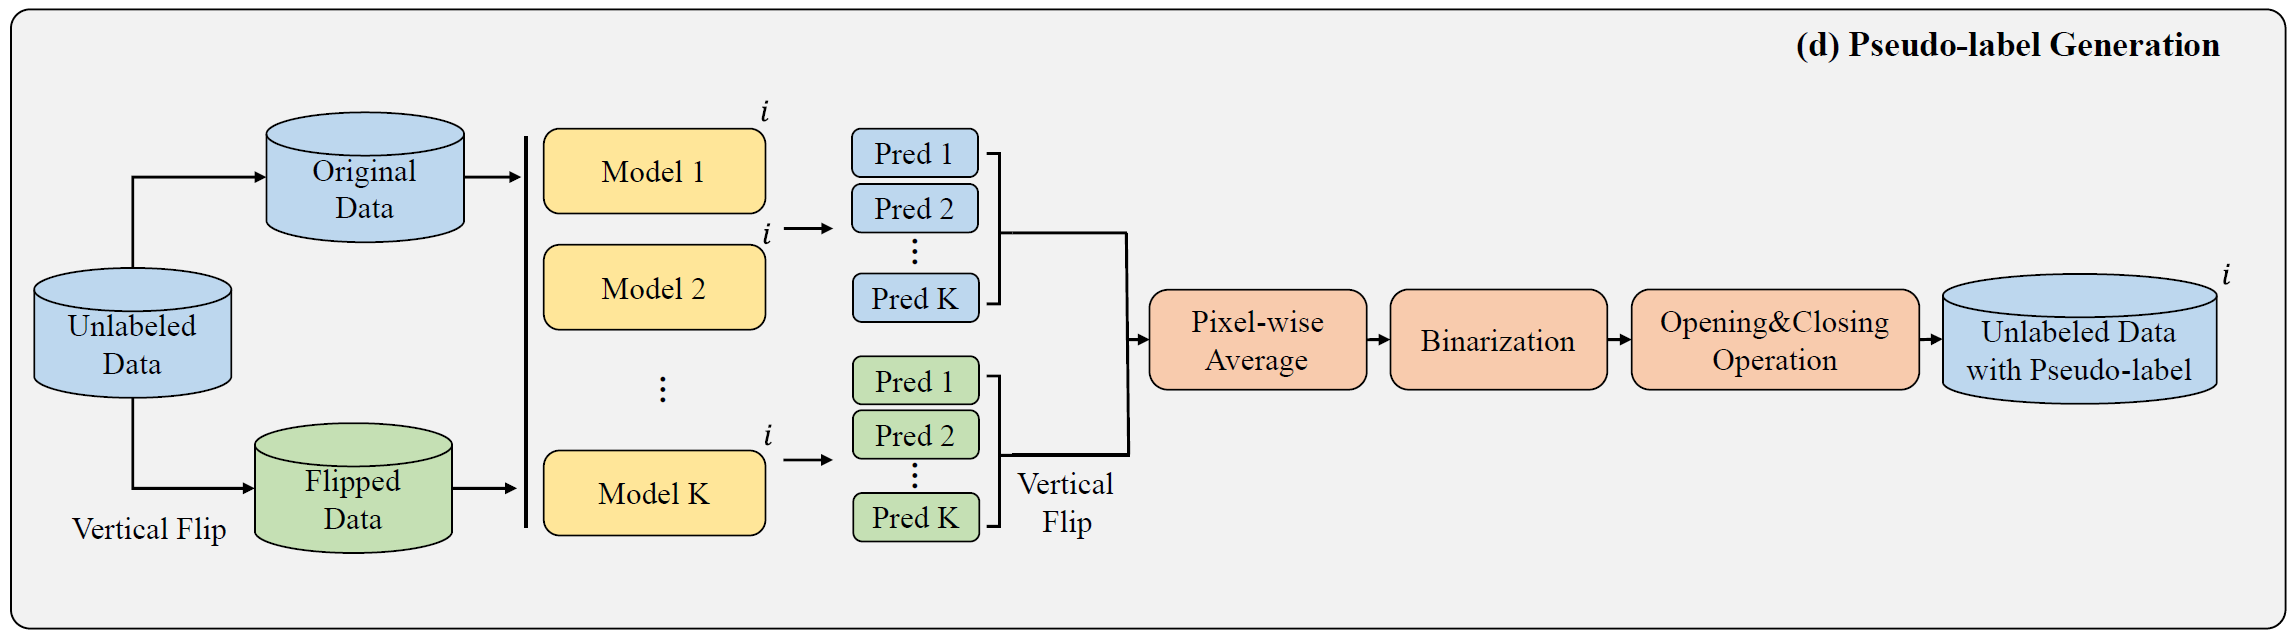 (d) Pseudo-label Generation
Unlabeled
Data
Vertical Flip
Original
Data
Flipped
Data
Model 1
i
Model 2
i
⋮
Model K
i
Pred 1
Pred 2
⋮
Pred K
Pred 1
Pred 2
⋮
Pred K
Vertical
Flip
Pixel-wise
Average
Binarization
Opening&Closing
Operation
Unlabeled Data
with Pseudo-label
i